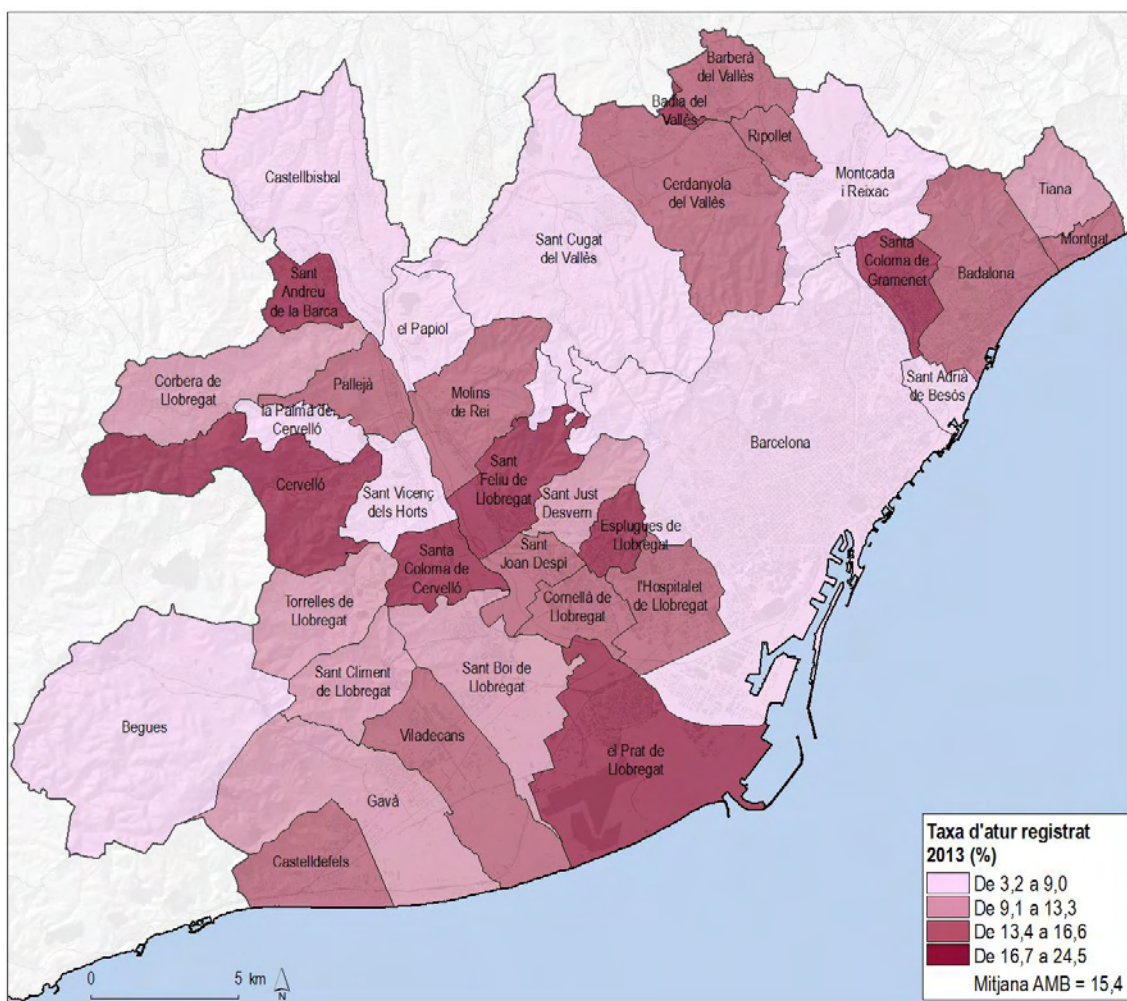 Barberà
del Vallès
Badia del
Vallès
Ripollet
Castellbisbal
Cerdanyola
del Vallès
Montcada
i Reixac
Tiana
Sant Cugat
del Vallès
Montgat
Santa
Coloma de
Gramenet
Badalona
Sant
Andreu
de la Barca
el Papiol
Corbera de
Llobregat
Pallejà
Molins
de Rei
Sant Adrià
de Besòs
la Palma de
Cervelló
Barcelona
Cervelló
Sant
Feliu de
Llobregat
Sant Vicenç
dels Horts
Sant Just
Desvern
Esplugues de
Llobregat
Santa
Coloma de
Cervelló
Sant
Joan Despí
Torrelles de
Llobregat
Cornellà de
Llobregat
l'Hospitalet
de Llobregat
Sant Climent
de Llobregat
Sant Boi de
Llobregat
Begues
Viladecans
el Prat de
Llobregat
Gavà
Castelldefels
Taxa d'atur registrat
2013 (%)
De 3,2 a 9,0
De 9,1 a 13,3
De 13,4 a 16,6
De 16,7 a 24,5
Mitjana AMB = 15,4
0 5 km
N